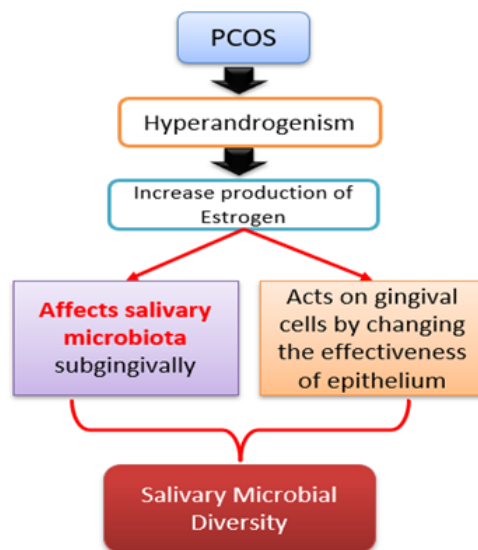 PCOS
Hyperandrogenism
Increase production of
Estrogen
Affects salivary
microbiota
subgingivally
Acts on gingival
cells by changing
the effectiveness
of epithelium
Salivary Microbial
Diversity